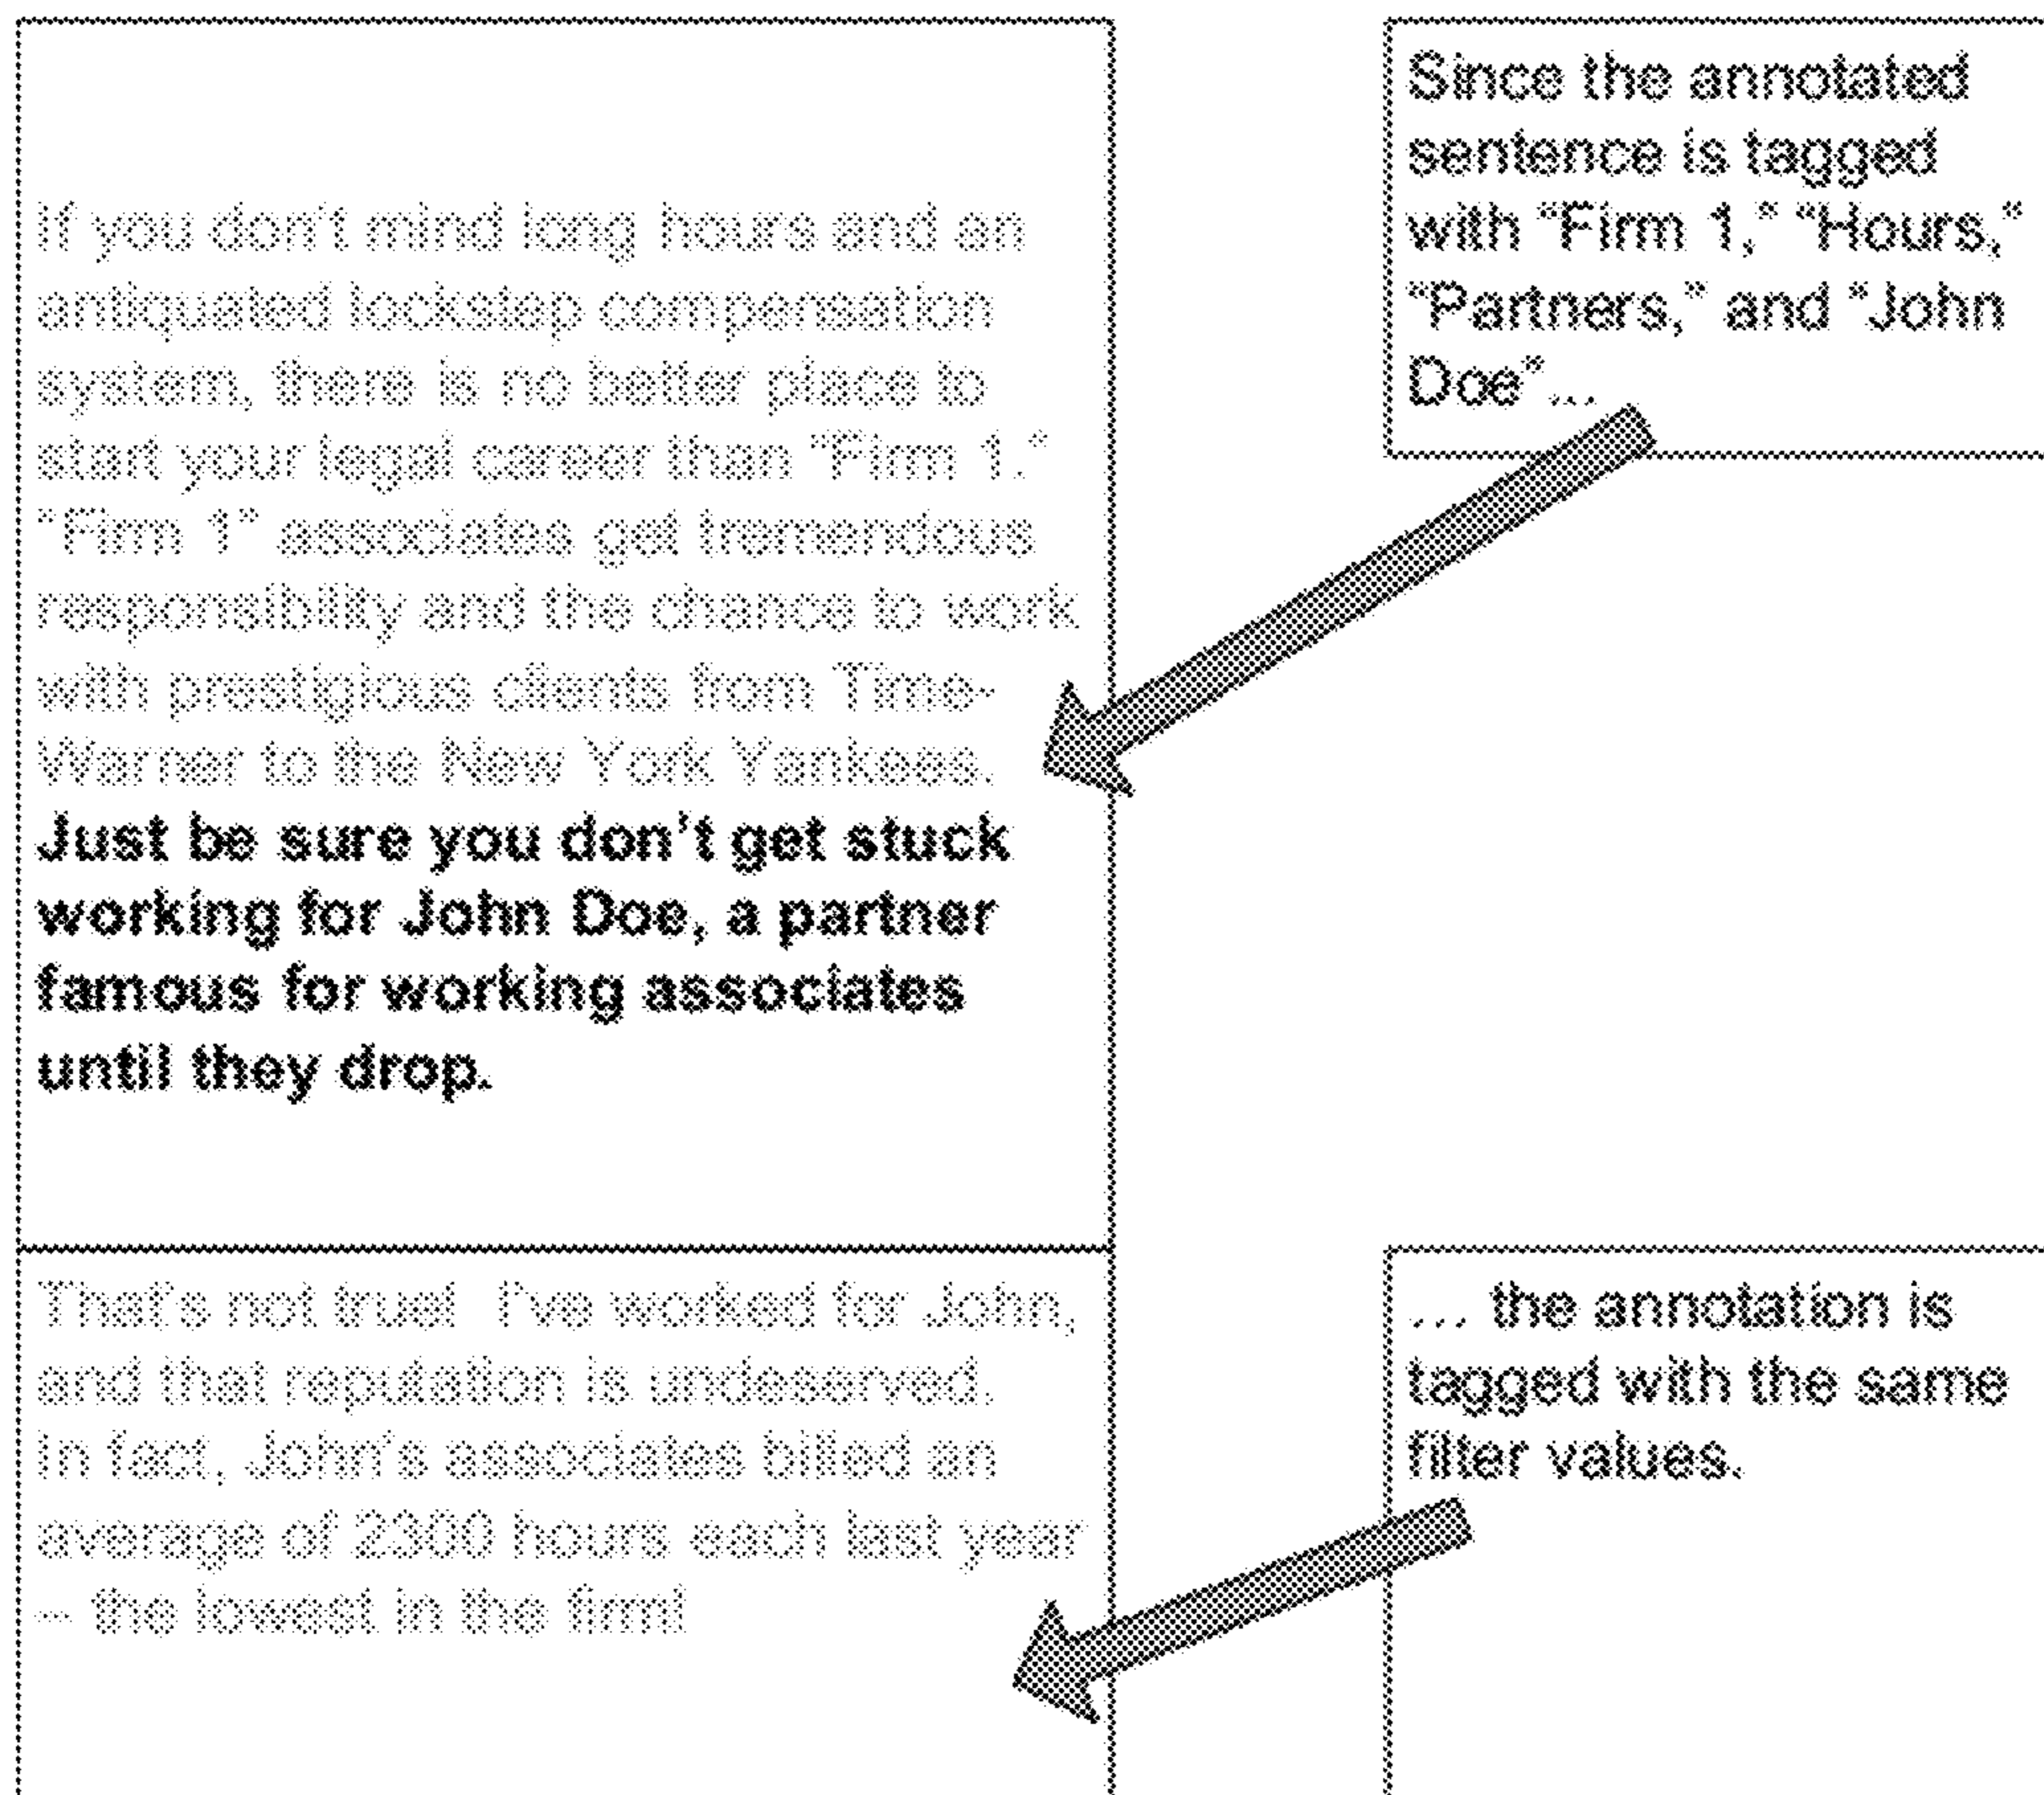 If you don't mind long hours and an
antiquated lockstep compensation
system, there is no better place to
start your legal career than "Firm 1."
"Firm 1" associates get tremendous
responsibility and the chance to work
with prestigious clients from Time-
Warner to the New York Yankees.
Just be sure you don't get stuck
working for John Doe, a partner
famous for working associates
until they drop.
Since the annotated
sentence is tagged
with "Firm 1," "Hours,"
"Partners," and "John
Doe"...
That's not true! I've worked for John,
and that reputation is undeserved.
In fact, John's associates billed an
average of 2300 hours each last year
– the lowest in the firm!
... the annotation is
tagged with the same
filter values.